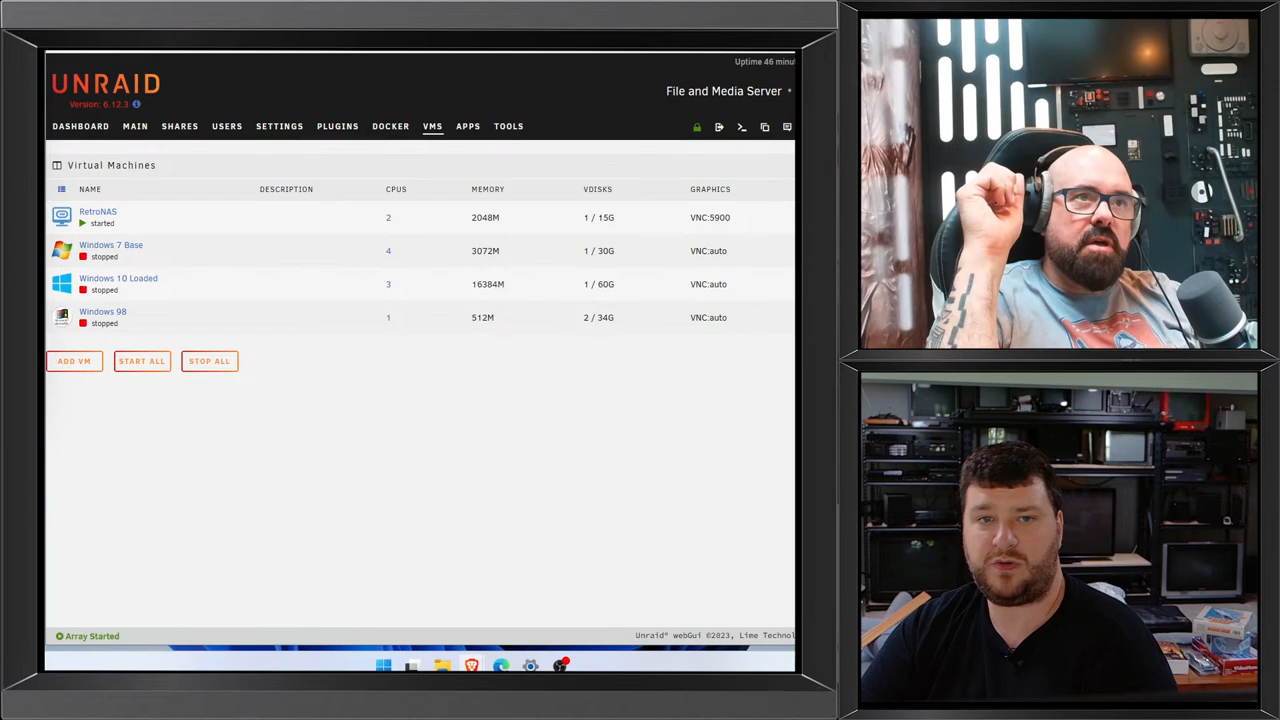 Uptime 46 minut
UNRAID
Version: 6.12.3
File and Media Server •
DASHBOARD MAIN SHARES USERS SETTINGS PLUGINS DOCKER VMS APPS TOOLS
Virtual Machines
NAME DESCRIPTION CPUS MEMORY VDISKS GRAPHICS
RetroNAS
started
2 2048M 1 / 15G VNC:5900
Windows 7 Base
stopped
4 3072M 1 / 30G VNC:auto
Windows 10 Loaded
stopped
3 16384M 1 / 60G VNC:auto
Windows 98
stopped
1 512M 2 / 34G VNC:auto
ADD VM START ALL STOP ALL
Array Started
Unraid® webGui ©2023, Lime Technol